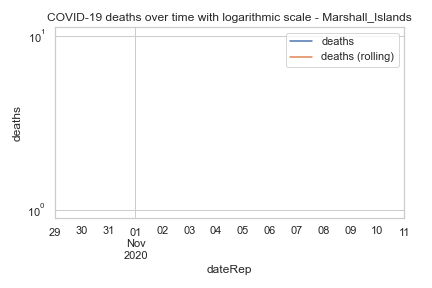 COVID-19 deaths over time with logarithmic scale - Marshall_Islands
deaths
deaths (rolling)
10¹
10⁰
deaths
29 30 31 01 02 03 04 05 06 07 08 09 10 11
Nov
2020
dateRep